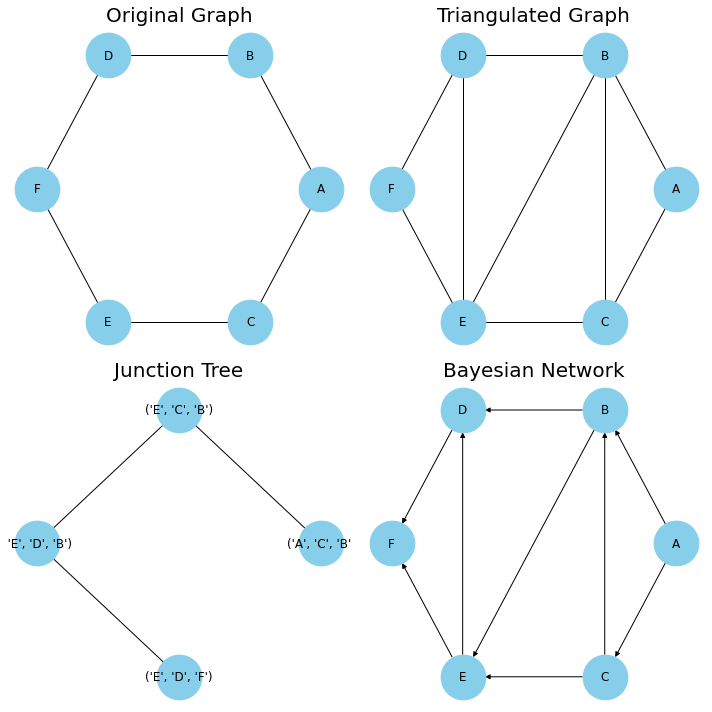 Original Graph
D
B
F
A
E
C
Triangulated Graph
D
B
F
A
E
C
Junction Tree
('E', 'C', 'B')
'E', 'D', 'B')
('A', 'C', 'B'
('E', 'D', 'F')
Bayesian Network
D
B
F
A
E
C